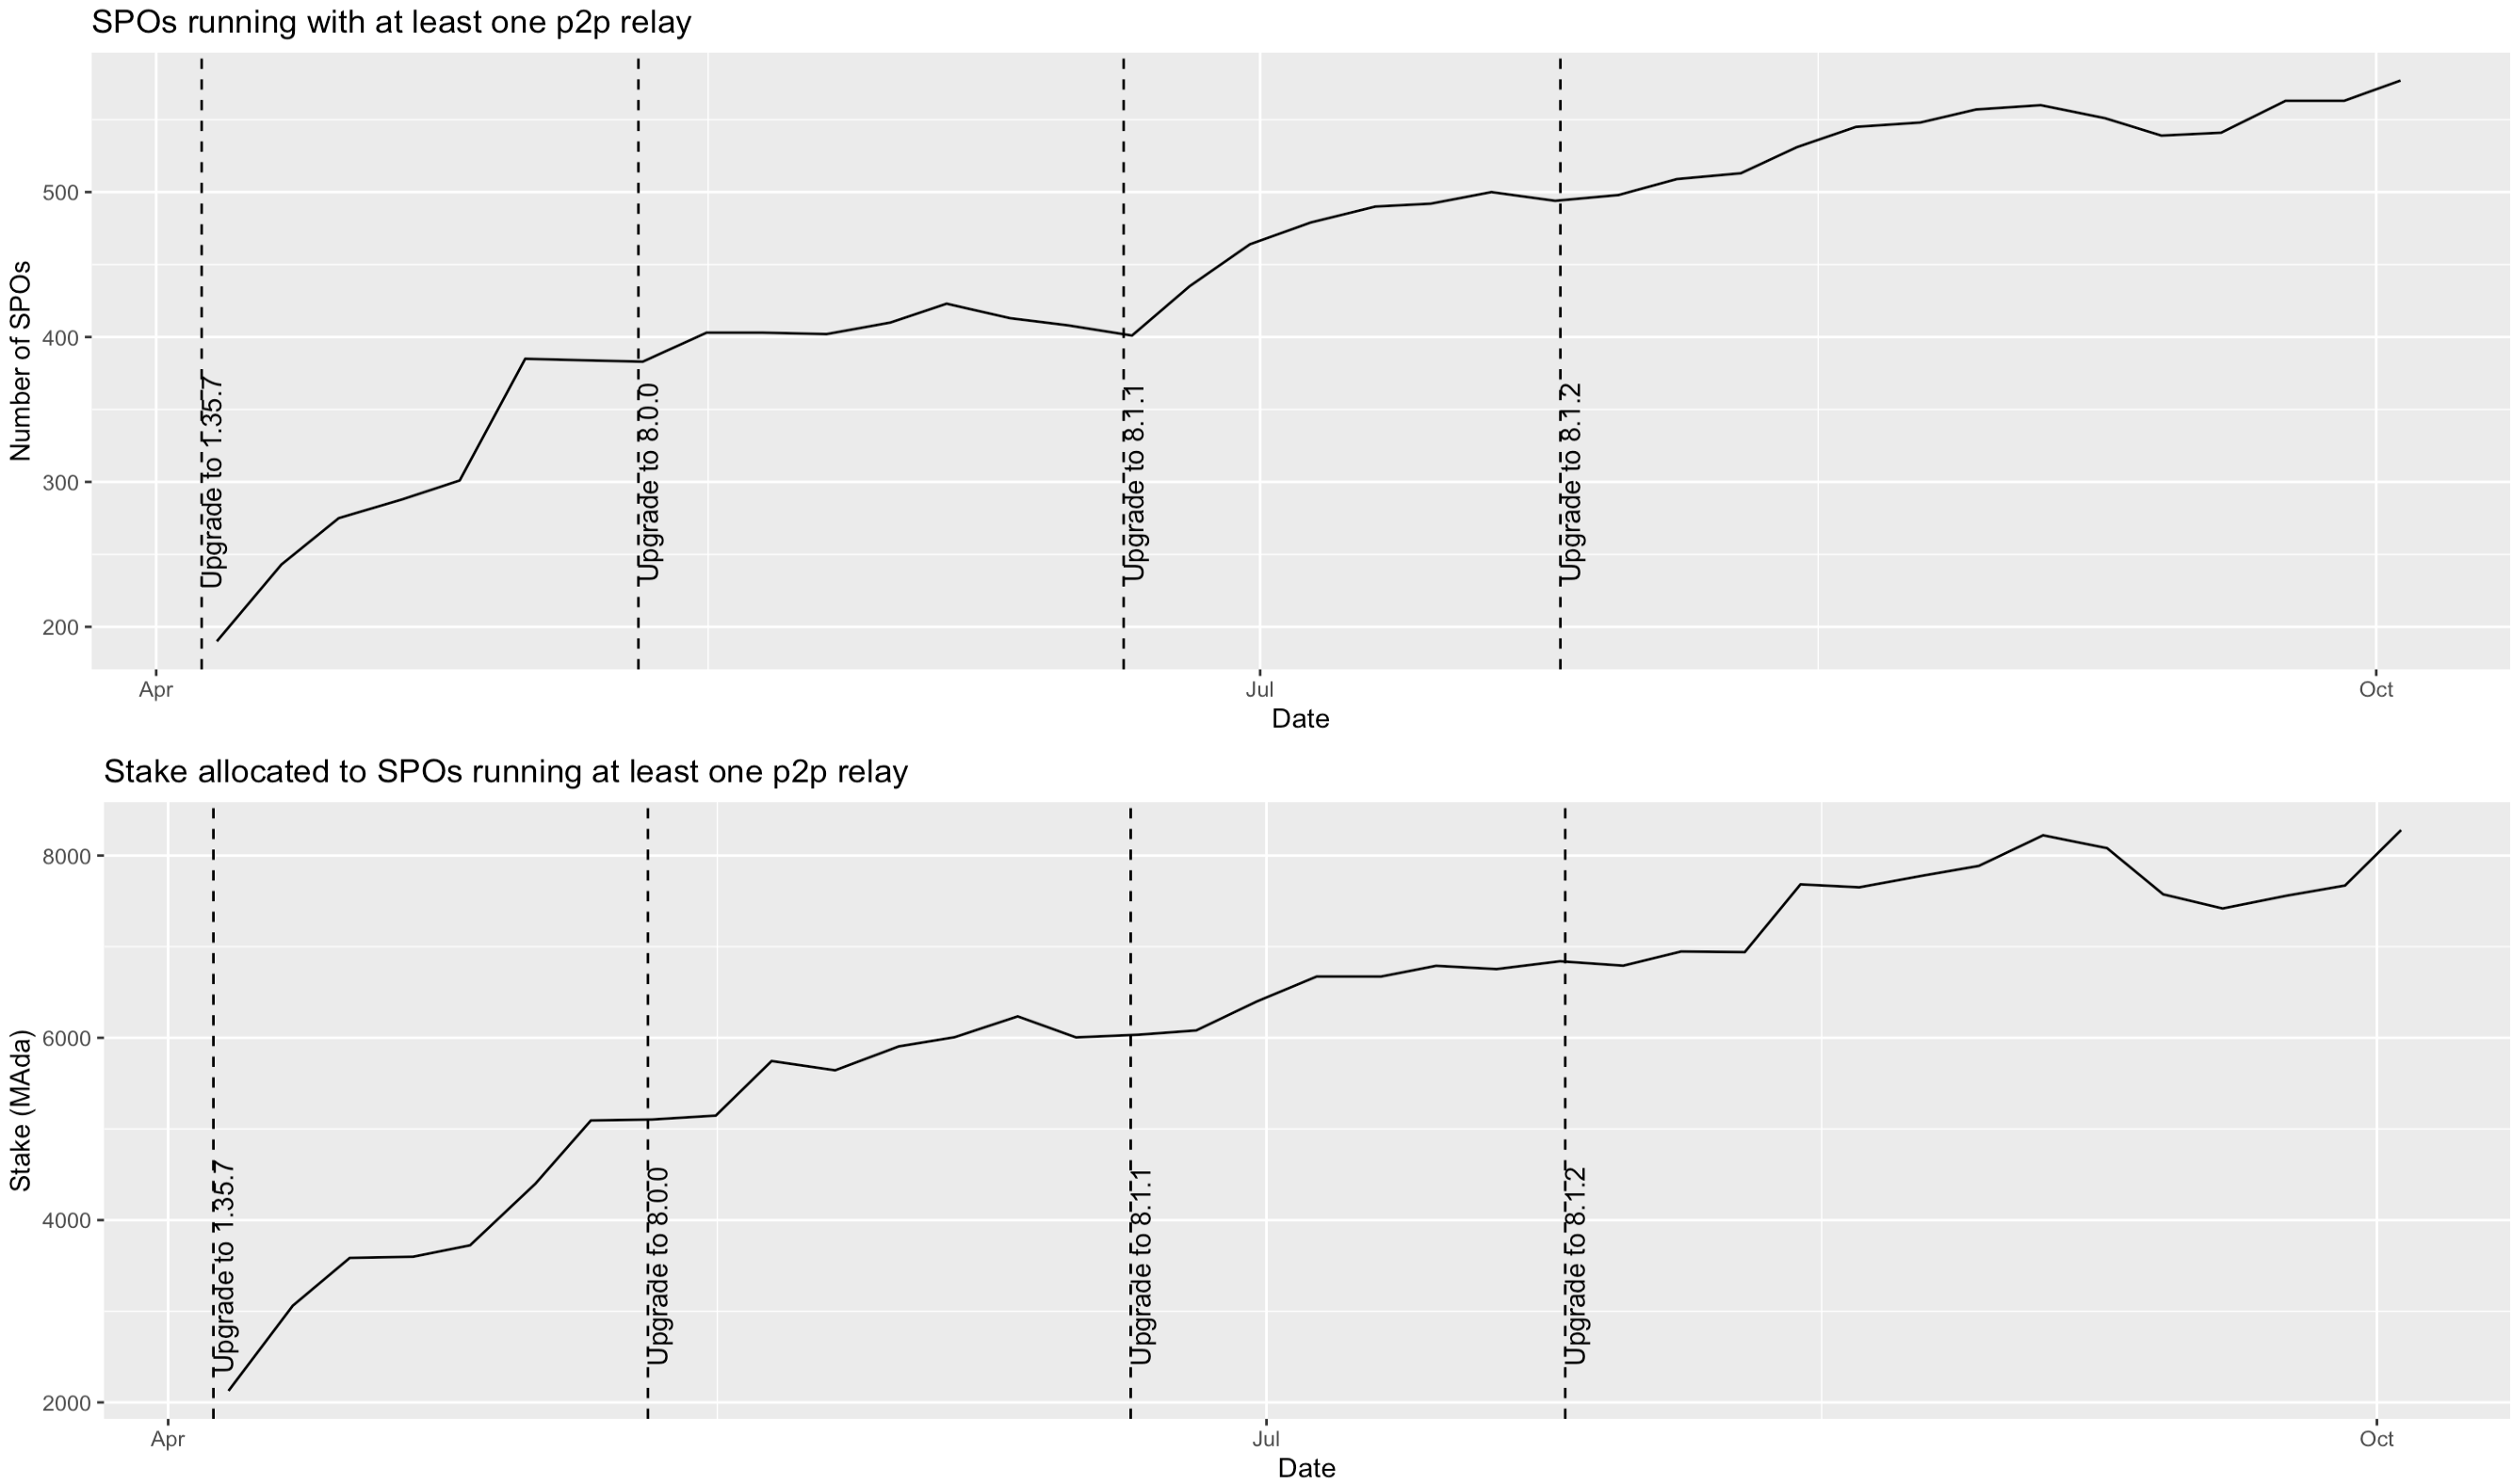 SPOs running with at least one p2p relay
Number of SPOs
500
400
300
200
Upgrade to 1.35.7
Upgrade to 8.0.0
Upgrade to 8.1.1
Upgrade to 8.1.2
Apr
Jul
Oct
Date
Stake allocated to SPOs running at least one p2p relay
Stake (MAda)
8000
6000
4000
2000
Upgrade to 1.35.7
Upgrade to 8.0.0
Upgrade to 8.1.1
Upgrade to 8.1.2
Apr
Jul
Oct
Date